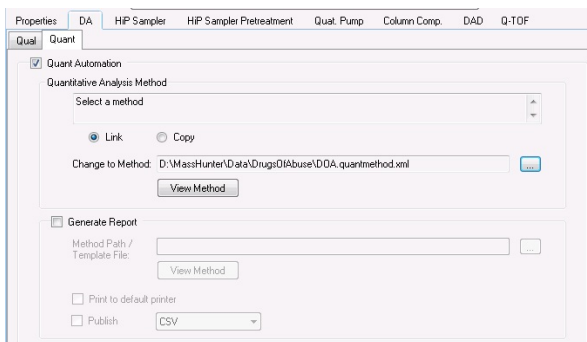 Properties DA HiP Sampler HiP Sampler Pretreatment Quat. Pump Column Comp. DAD Q-TOF
Qual Quant
Quant Automation
Quantitative Analysis Method
Select a method
Link Copy
Change to Method: D:\MassHunter\Data\DrugsOfAbuse\DOA.quantmethod.xml ...
View Method
Generate Report
Method Path / 
Template File: ...
View Method
Print to default printer
Publish CSV